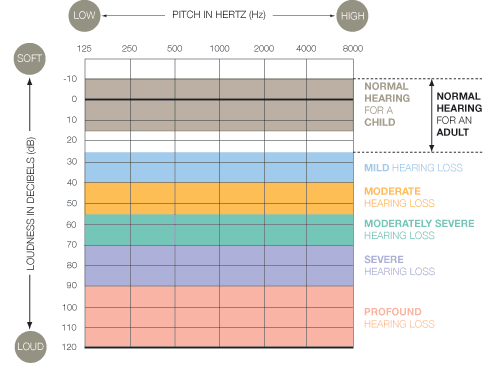 LOW PITCH IN HERTZ (Hz) HIGH
SOFT
125 250 500 1000 2000 4000 8000
-10
0
10
20
30
40
50
60
70
80
90
100
110
120
LOUDNESS IN DECIBELS (dB)
LOUD
NORMAL
HEARING
FOR A
CHILD
NORMAL
HEARING
FOR AN
ADULT
MILD HEARING LOSS
MODERATE
HEARING LOSS
MODERATELY SEVERE
HEARING LOSS
SEVERE
HEARING LOSS
PROFOUND
HEARING LOSS